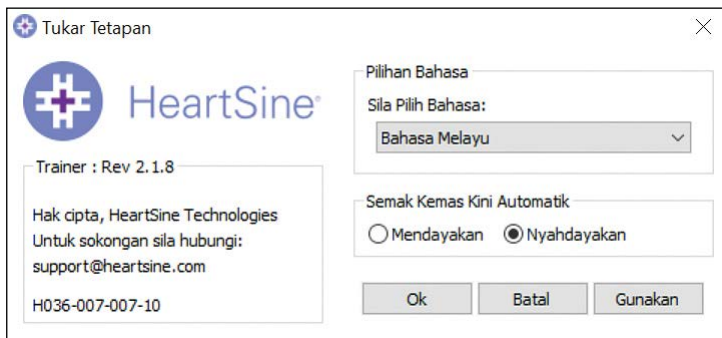 Tukar Tetapan
HeartSine®
Trainer : Rev 2.1.8
Hak cipta, HeartSine Technologies
Untuk sokongan sila hubungi:
support@heartsine.com
H036-007-007-10
Pilihan Bahasa
Sila Pilih Bahasa:
Bahasa Melayu
Semak Kemas Kini Automatik
Mendayakan Nyahdayakan
Ok Batal Gunakan